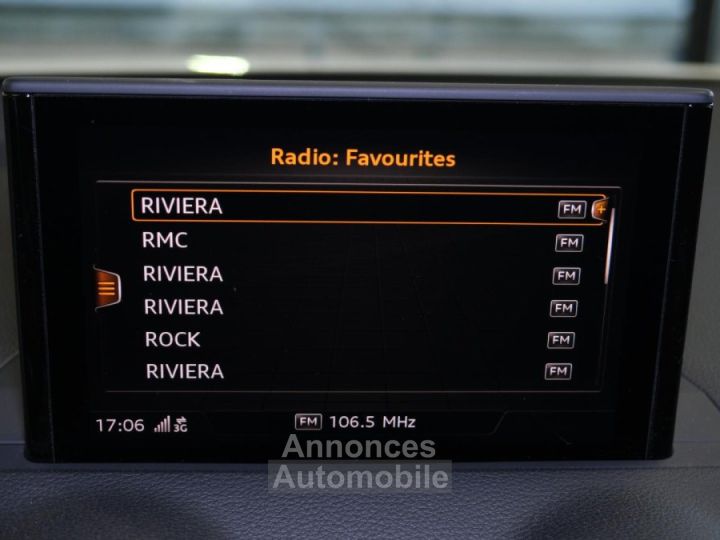 Radio: Favourites
RIVIERA FM +
RMC FM
RIVIERA FM
RIVIERA FM
ROCK FM
RIVIERA FM
17:06 3G FM 106.5 MHz
Annonces
Automobile